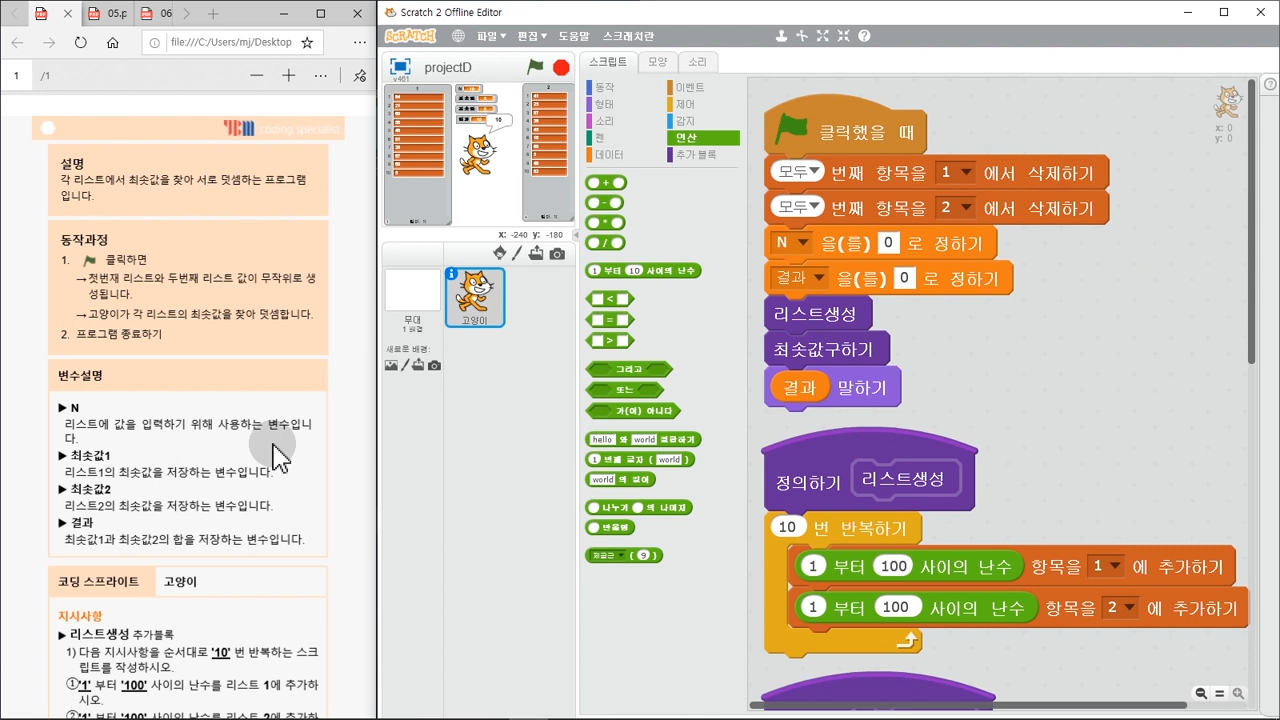 05.p
06
Scratch 2 Offline Editor
file:///C:/Users/mj/Desktop
1 /1
SCRATCH
파일▼ 편집▼ 도움말 스크래치란
YBM coding specialist
설명
각 리스트에서 최솟값을 찾아 서로 덧셈하는 프로그램
입니다.
동작과정
1. 클릭하면
→첫번째 리스트와 두번째 리스트 값이 무작위로 생
성됩니다.
→고양이가 각 리스트의 최솟값을 찾아 덧셈합니다.
2. 프로그램 종료하기
변수설명
▶ N
리스트에 값을 입력하기 위해 사용하는 변수입니
다.
▶ 최솟값1
리스트1의 최솟값을 저장하는 변수입니다.
▶ 최솟값2
리스트2의 최솟값을 저장하는 변수입니다.
▶ 결과
최솟값1과 최솟값2의 합을 저장하는 변수입니다.
코딩 스프라이트 고양이
지시사항
▶ 리스트생성 추가블록
1) 다음 지시사항을 순서대로 '10' 번 반복하는 스크
립트를 작성하시오.
①'1' 부터 '100' 사이의 난수를 리스트 1에 추가하
시오.
②'1' 부터 '100' 사이의 난수를 리스트 2에 추가하
v461
projectD
1
2
N
10
x: -240 y: -180
무대
1 배경
새로운 배경:
고양이
스크립트 모양 소리
동작 이벤트
형태 제어
소리 감지
펜 연산
데이터 추가 블록
+
-
*
/
1 부터 10 사이의 난수
<
=
>
그리고
또는
가(이) 아니다
hello 와 world 결합하기
1 번째 글자 ( world )
world 의 길이
나누기 의 나머지
반올림
제곱근 ( 9 )
클릭했을 때
모두▼ 번째 항목을 1 ▼ 에서 삭제하기
모두▼ 번째 항목을 2 ▼ 에서 삭제하기
N ▼ 을(를) 0 로 정하기
결과 ▼ 을(를) 0 로 정하기
리스트생성
최솟값구하기
결과 말하기
정의하기 리스트생성
10 번 반복하기
1 부터 100 사이의 난수 항목을 1 ▼ 에 추가하기
1 부터 100 사이의 난수 항목을 2 ▼ 에 추가하기
x: 0
y: 0